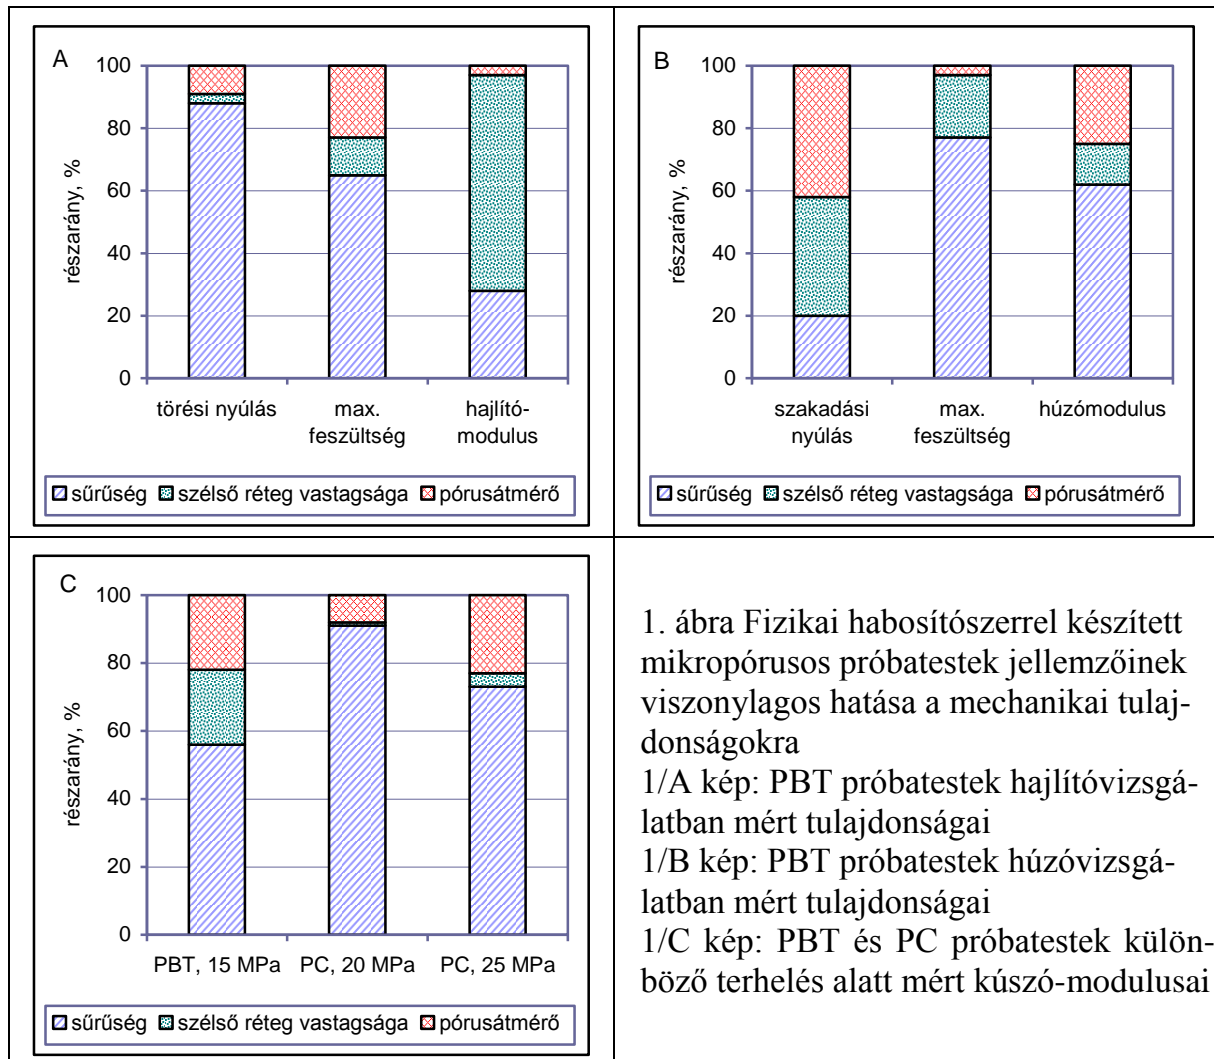 A
100
80
60
40
20
0
részarány, %
törési nyúlás
max.
feszültség
hajlító-
modulus
sűrűség szélső réteg vastagsága pórusátmérő
B
100
80
60
40
20
0
részarány, %
szakadási
nyúlás
max.
feszültség
húzómodulus
sűrűség szélső réteg vastagsága pórusátmérő
C
100
80
60
40
20
0
részarány, %
PBT, 15 MPa PC, 20 MPa PC, 25 MPa
sűrűség szélső réteg vastagsága pórusátmérő
1. ábra Fizikai habosítószerrel készített
mikropórusos próbatestek jellemzőinek
viszonylagos hatása a mechanikai tulaj-
donságokra
1/A kép: PBT próbatestek hajlítóvizsgá-
latban mért tulajdonságai
1/B kép: PBT próbatestek húzóvizsgá-
latban mért tulajdonságai
1/C kép: PBT és PC próbatestek külön-
böző terhelés alatt mért kúszó-modulusai